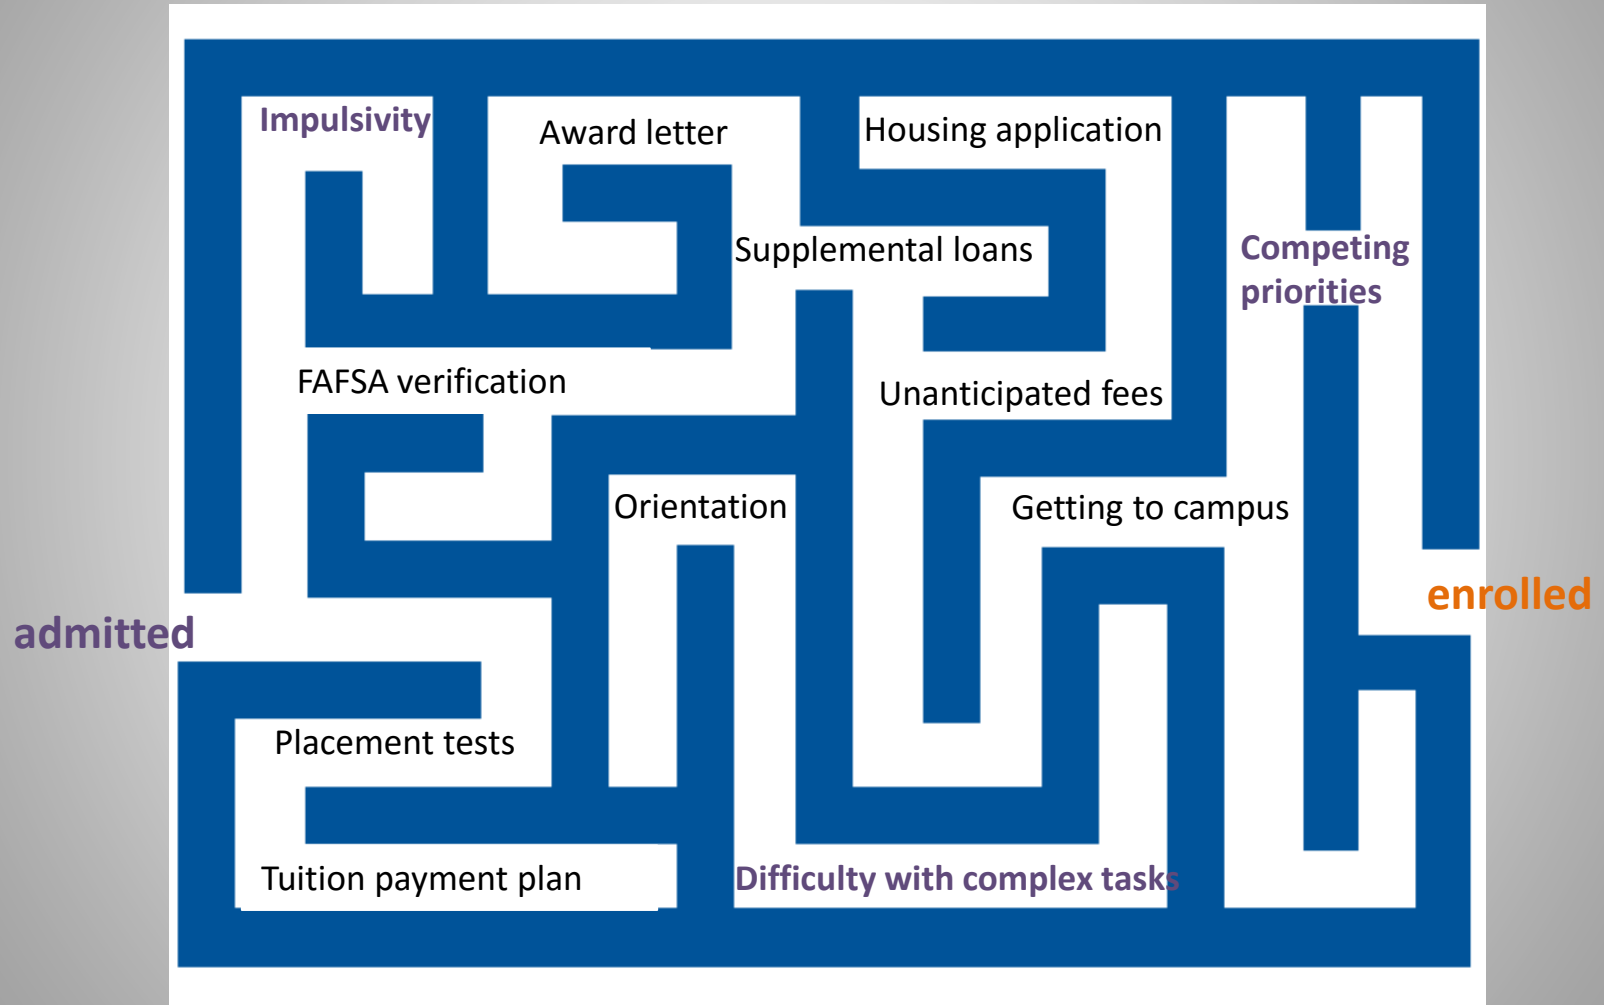 Impulsivity
Award letter
Housing application
Supplemental loans
Competing
priorities
FAFSA verification
Unanticipated fees
Orientation
Getting to campus
enrolled
admitted
Placement tests
Tuition payment plan
Difficulty with complex tasks